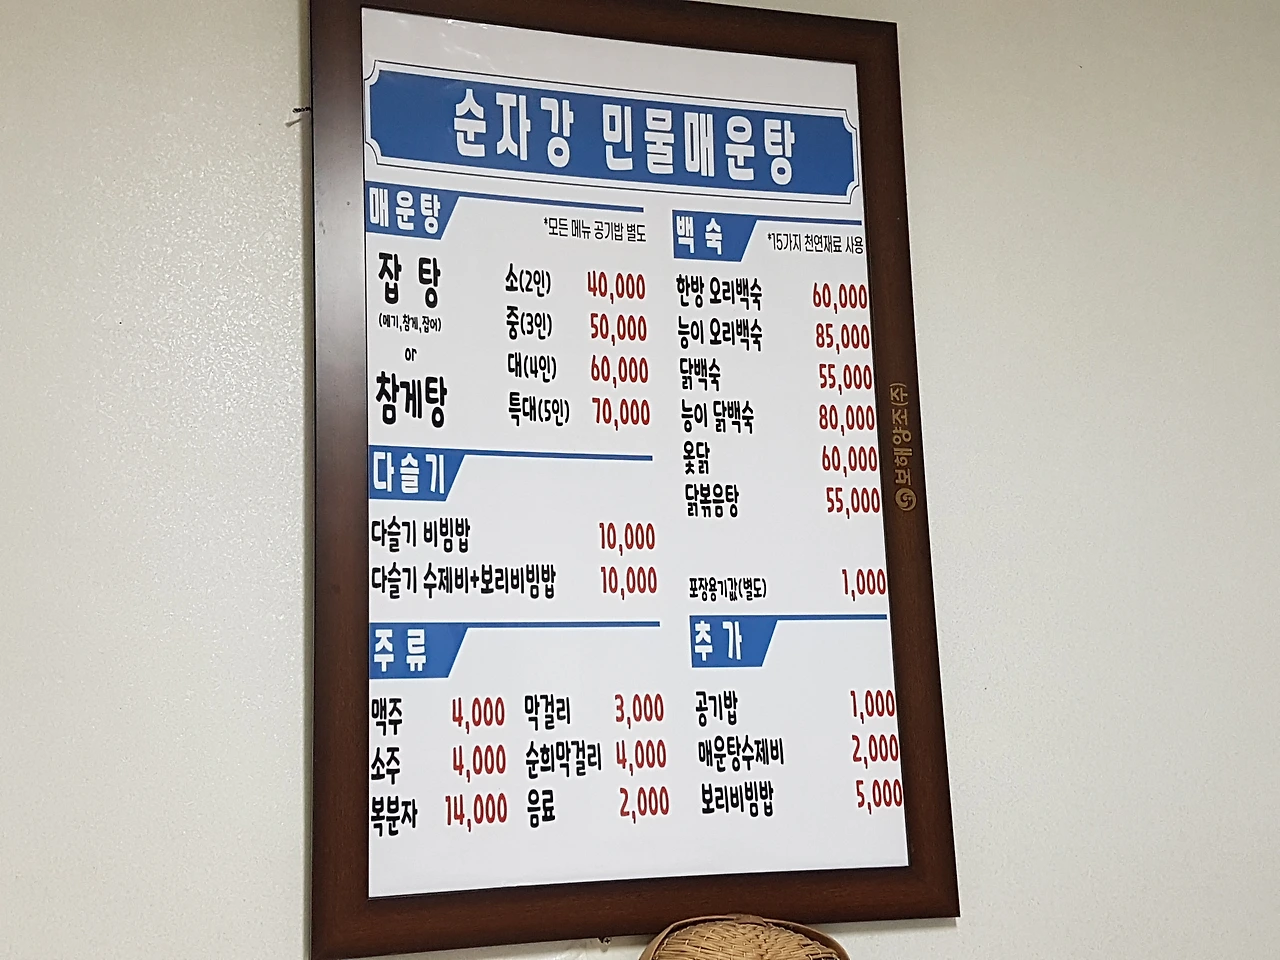 순자강 민물매운탕
매운탕
*모든 메뉴 공기밥 별도
잡탕
(메기,참게,잡어)
or
참게탕
소(2인) 40,000
중(3인) 50,000
대(4인) 60,000
특대(5인) 70,000
다슬기
다슬기 비빔밥 10,000
다슬기 수제비+보리비빔밥 10,000
주류
맥주 4,000 막걸리 3,000
소주 4,000 순희막걸리 4,000
복분자 14,000 음료 2,000
백숙
*15가지 천연재료 사용
한방 오리백숙 60,000
능이 오리백숙 85,000
닭백숙 55,000
능이 닭백숙 80,000
옻닭 60,000
닭볶음탕 55,000
포장용기값(별도) 1,000
추가
공기밥 1,000
매운탕수제비 2,000
보리비빔밥 5,000
보해양조(주)